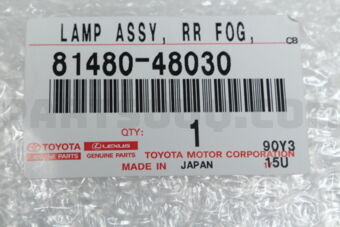 LAMP ASSY, RR FOG,
CB
81480-48030
QTY: 1
90Y3
TOYOTA LEXUS
GENUINE PARTS GENUINE PARTS TOYOTA MOTOR CORPORATION
MADE IN JAPAN 15U